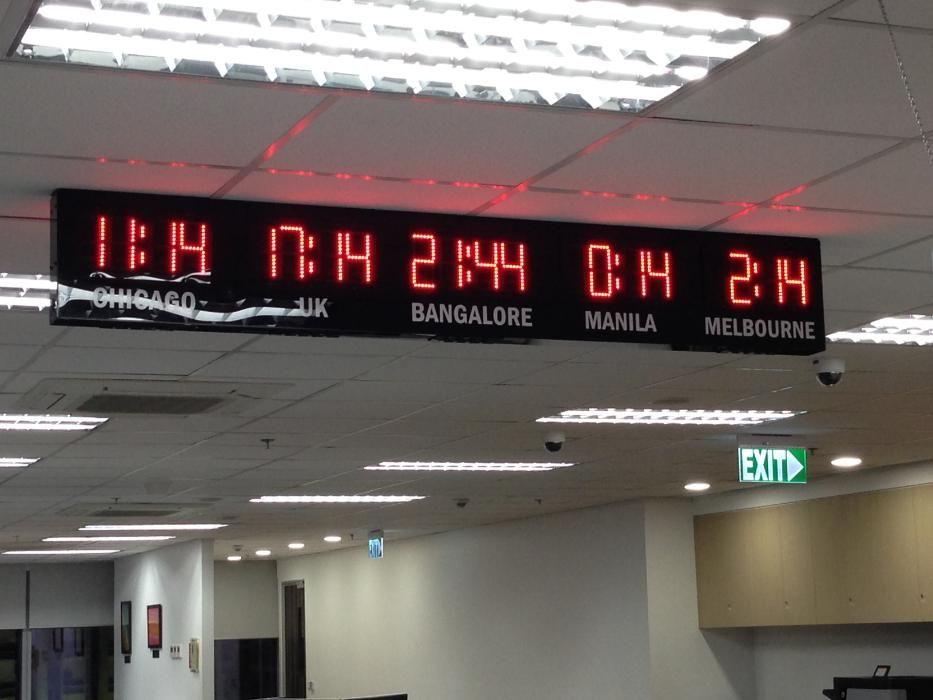 11:14 17:14 21:44 0:14 2:14
CHICAGO UK BANGALORE MANILA MELBOURNE
EXIT